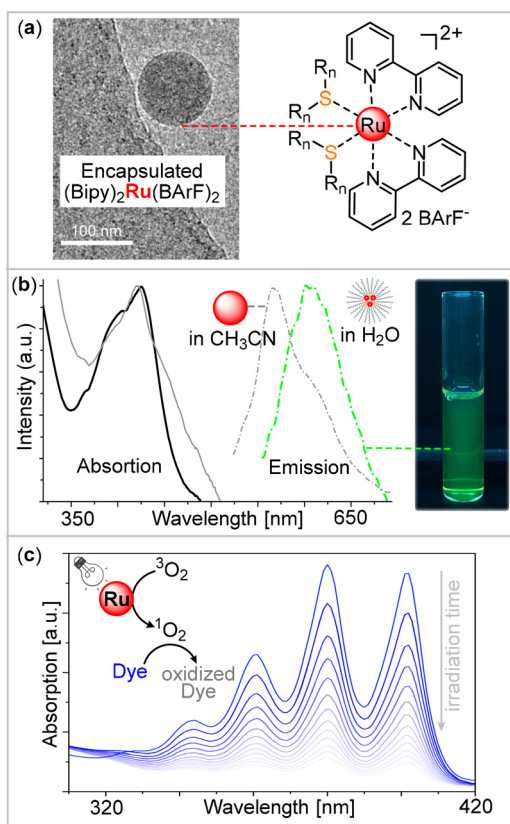 (a)
Encapsulated
(Bipy)₂Ru(BArF)₂
100 nm
2+
Rn
S
Rn
Rn
S
Rn
N
N
Ru
N
N
2 BArF⁻
(b)
Intensity (a.u.)
in CH₃CN
in H₂O
Absortion
Emission
350
Wavelength [nm]
650
(c)
Absorption [a.u.]
³O₂
Ru
¹O₂
Dye
oxidized
Dye
irradiation time
320
wavelength [nm]
420